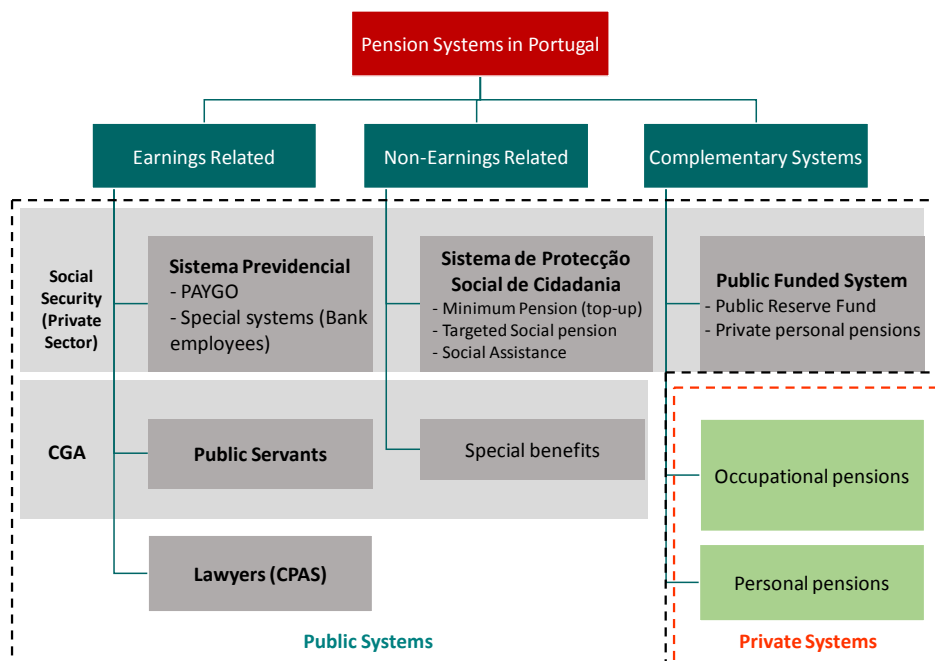 Pension Systems in Portugal
Earnings Related
Non-Earnings Related
Complementary Systems
Social
Security
(Private
Sector)
Sistema Previdencial
- PAYGO
- Special systems (Bank
employees)
Sistema de Protecção
Social de Cidadania
- Minimum Pension (top-up)
- Targeted Social pension
- Social Assistance
Public Funded System
- Public Reserve Fund
- Private personal pensions
CGA
Public Servants
Special benefits
Occupational pensions
Lawyers (CPAS)
Personal pensions
Public Systems
Private Systems